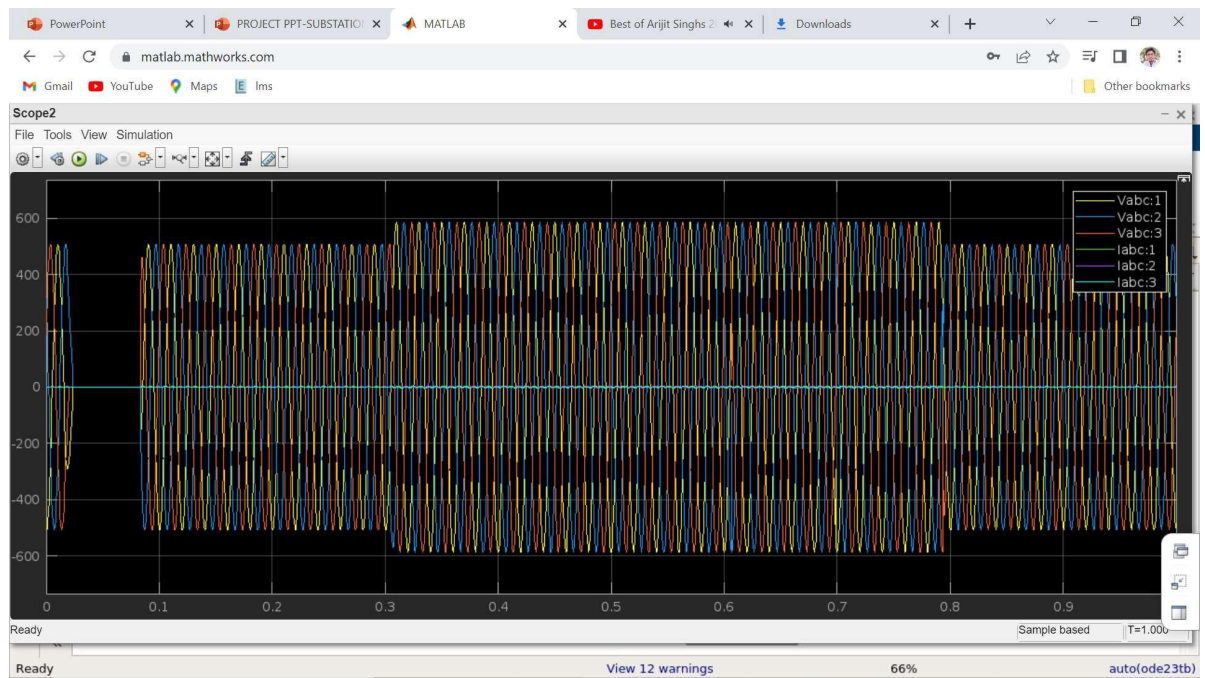 PowerPoint
PROJECT PPT-SUBSTATIO
MATLAB
Best of Arijit Singhs 2
Downloads
matlab.mathworks.com
Gmail
YouTube
Maps
E lms
Other bookmarks
Scope2
File Tools View Simulation
Vabc:1
Vabc:2
Vabc:3
Iabc:1
Iabc:2
Iabc:3
600
400
200
0
-200
-400
-600
0 0.1 0.2 0.3 0.4 0.5 0.6 0.7 0.8 0.9
Ready
Sample based
T=1.000
Ready
View 12 warnings
66%
auto(ode23tb)